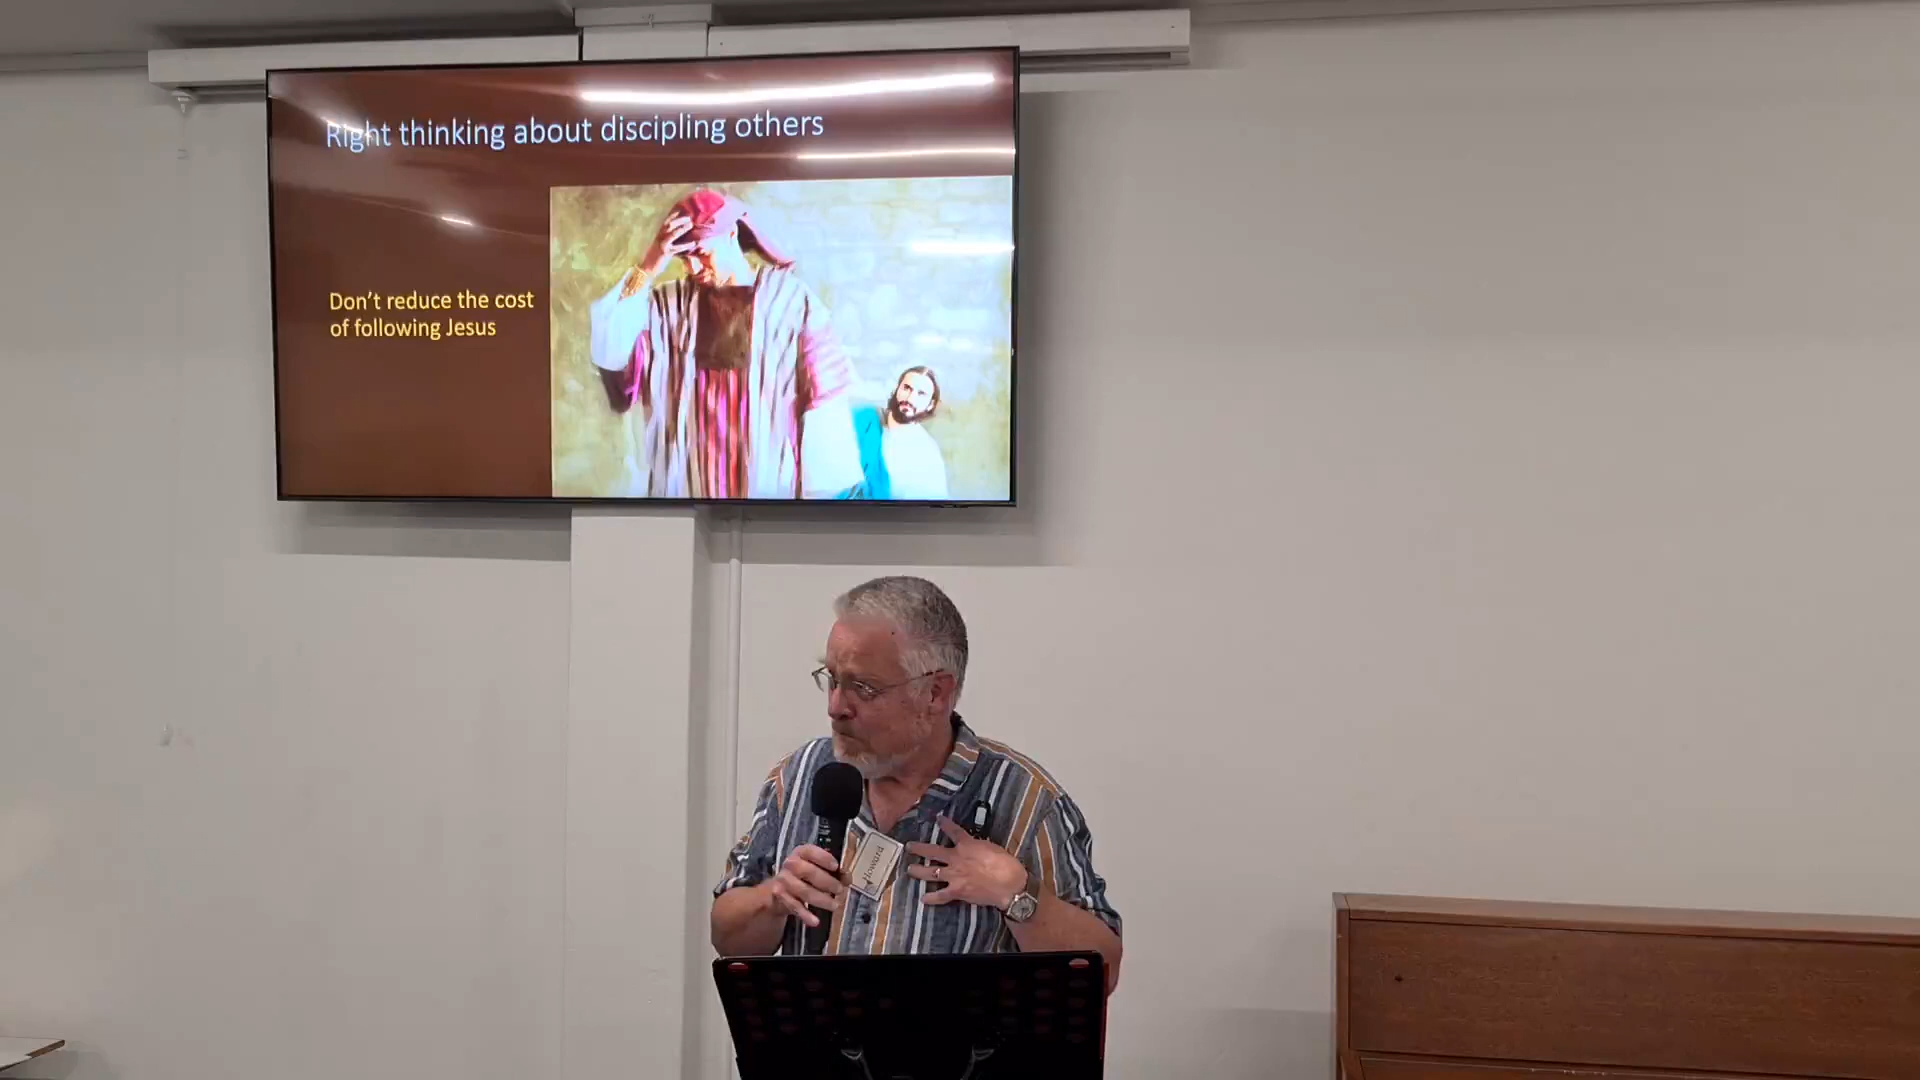 Right thinking about discipling others
Don't reduce the cost
of following Jesus
Howard